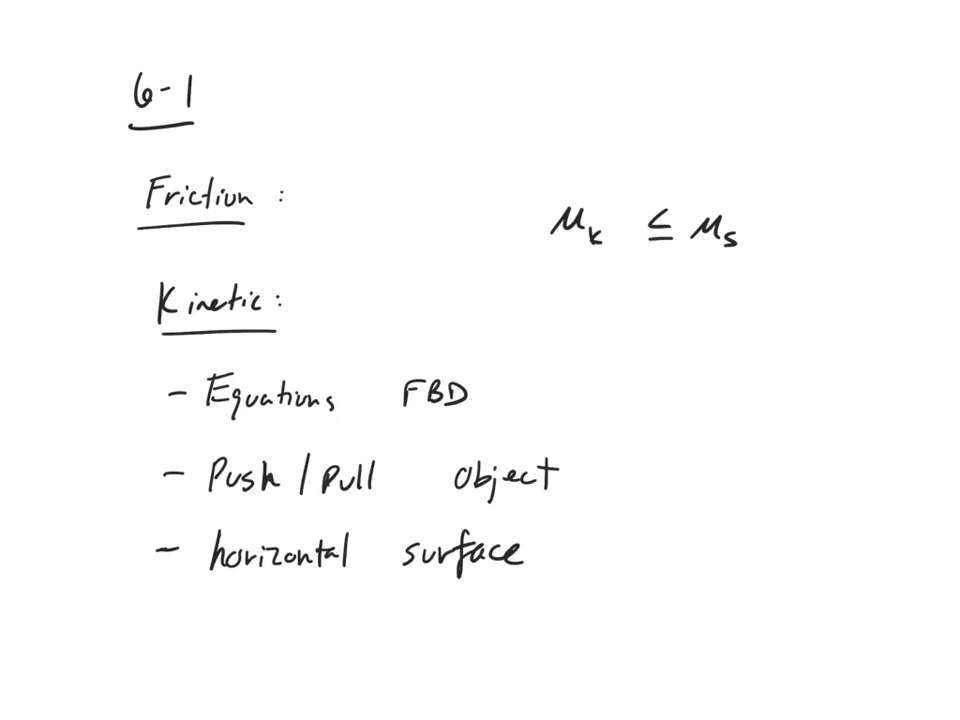 6-1
Friction :
μk ≤ μs
Kinetic :
- Equations FBD
- Push/Pull object
- horizontal surface